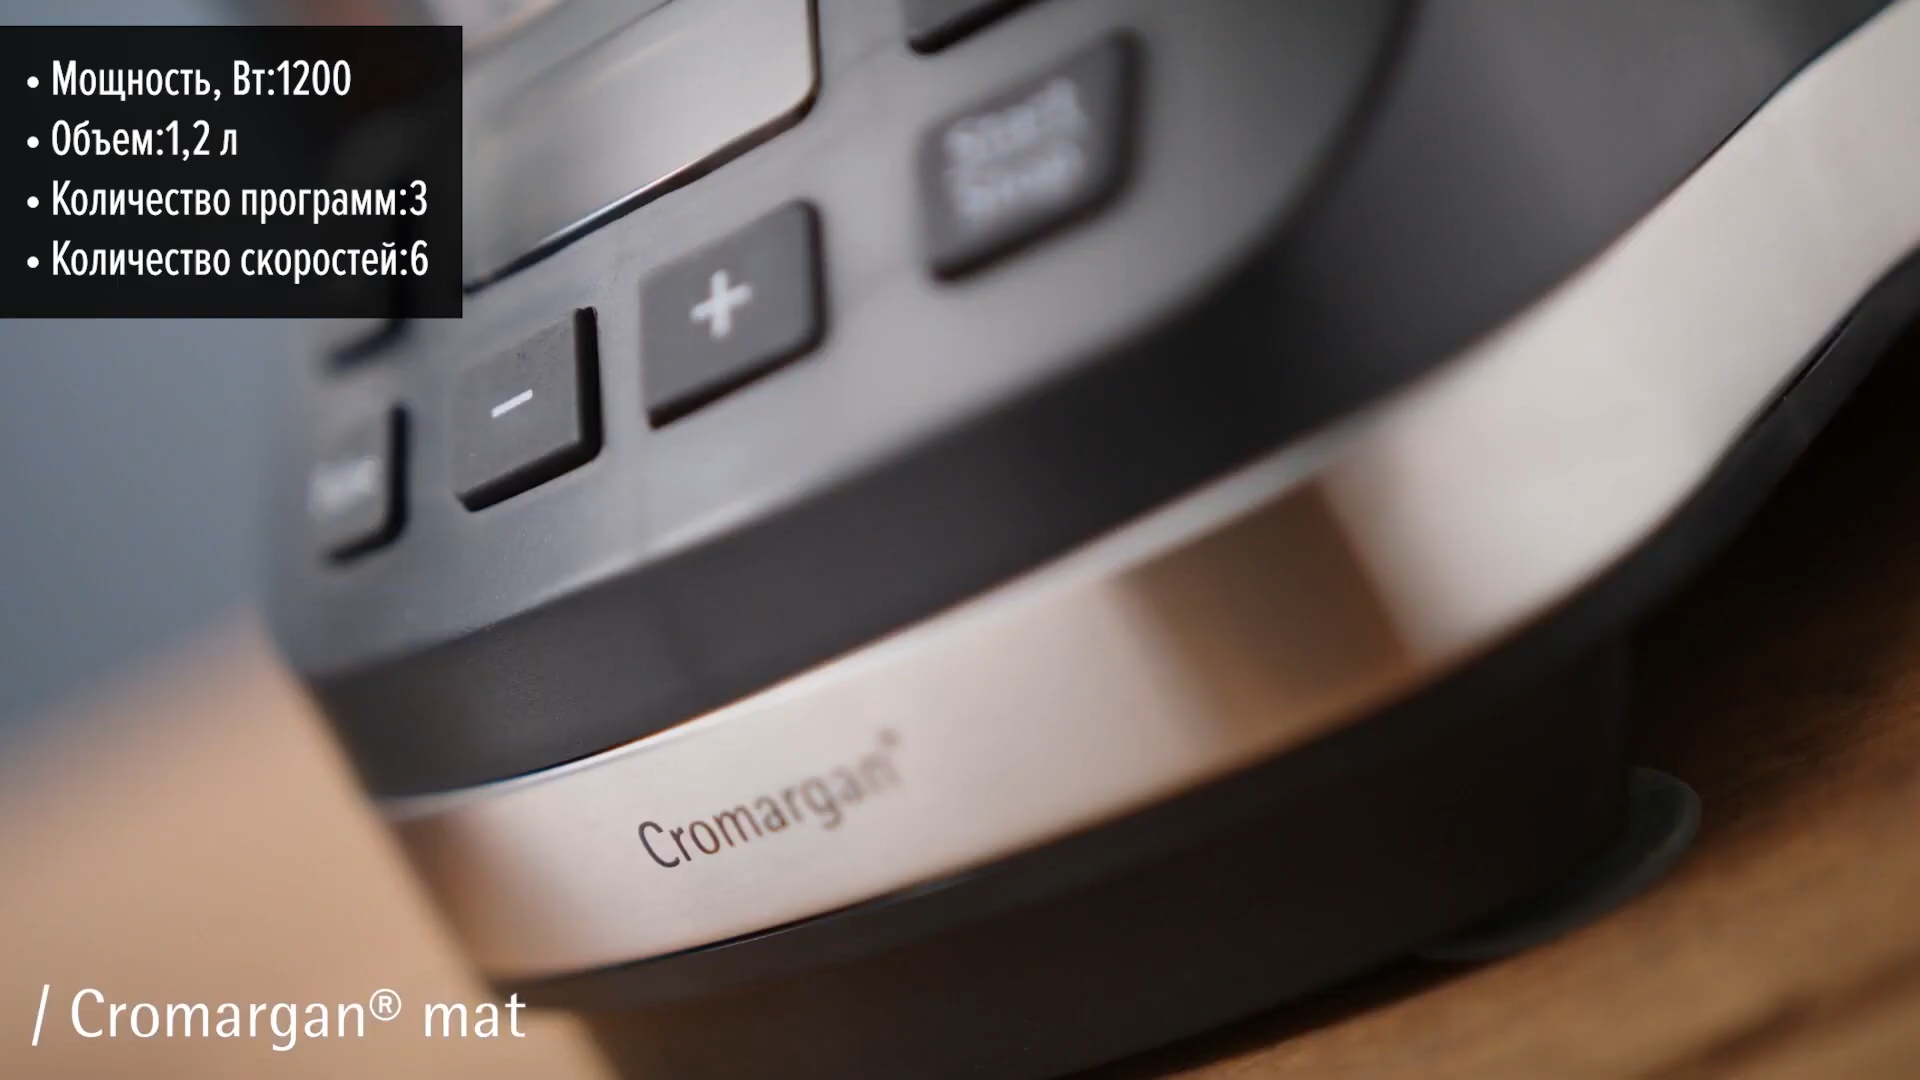 • Мощность, Вт:1200
• Объем:1,2 л
• Количество программ:3
• Количество скоростей:6
+
-
Cromargan®
/ Cromargan® mat